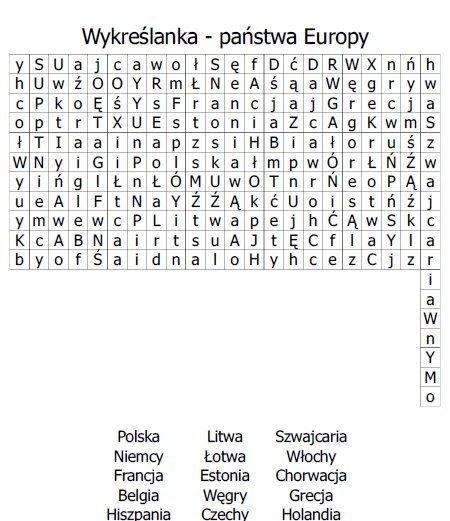 Wykreślanka - państwa Europy
y S U a j c a w o ł S ę f D ć D R W X n ń h
h U w ź O O Y R m Ł N e A ś ą a W ę g r y w
c P k o Ę ś Y s F r a n c j a j G r e c j a
o p t r T X U E s t o n i a Z c A g K w m S
ł T I a a i n a p z s i H B i a ł o r u ś z
W N y i G i P o l s k a ł m p w Ó r Ł Ń Ź w
y i ń g I Ł n Ł Ó M U w O T n r Ń e o P Ą a
u e A l F t N a Y Ź Ź Ą k ć U o i s t ń ź j
y m w e w c P L i t w a p e j h Ć Ą w S k c
K c A B N a i r t s u A J t Ę C f l a Y l a
b y o f Ś a i d n a l o H y h c e z C j z r
i
a
W
n
Y
M
o
Polska Litwa Szwajcaria
Niemcy Łotwa Włochy
Francja Estonia Chorwacja
Belgia Węgry Grecja
Hiszpania Czechy Holandia